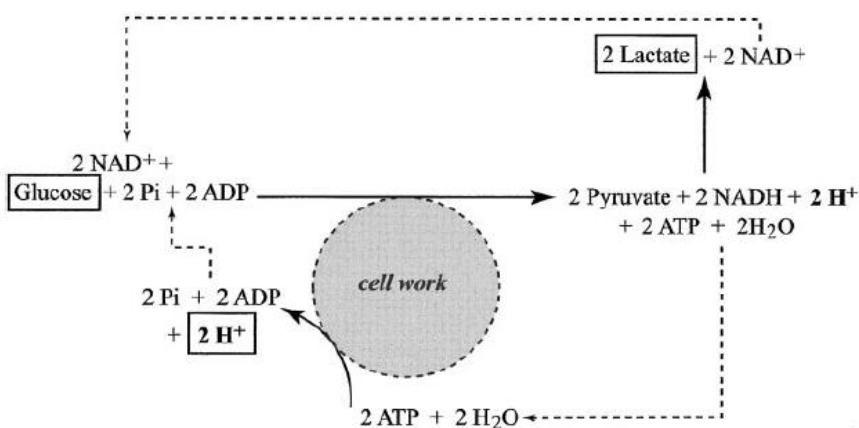 2 Lactate + 2 NAD+
2 NAD+ +
Glucose + 2 Pi + 2 ADP
2 Pyruvate + 2 NADH + 2 H+
+ 2 ATP + 2H2O
cell work
2 Pi + 2 ADP
+ 2 H+
2 ATP + 2 H2O